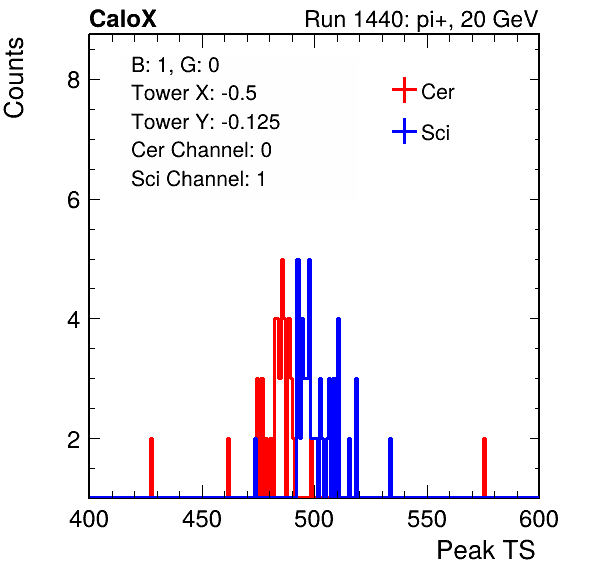 CaloX
Run 1440: pi+, 20 GeV
Counts
B: 1, G: 0
Tower X: -0.5
Tower Y: -0.125
Cer Channel: 0
Sci Channel: 1
Cer
Sci
8
6
4
2
400 450 500 550 600
Peak TS